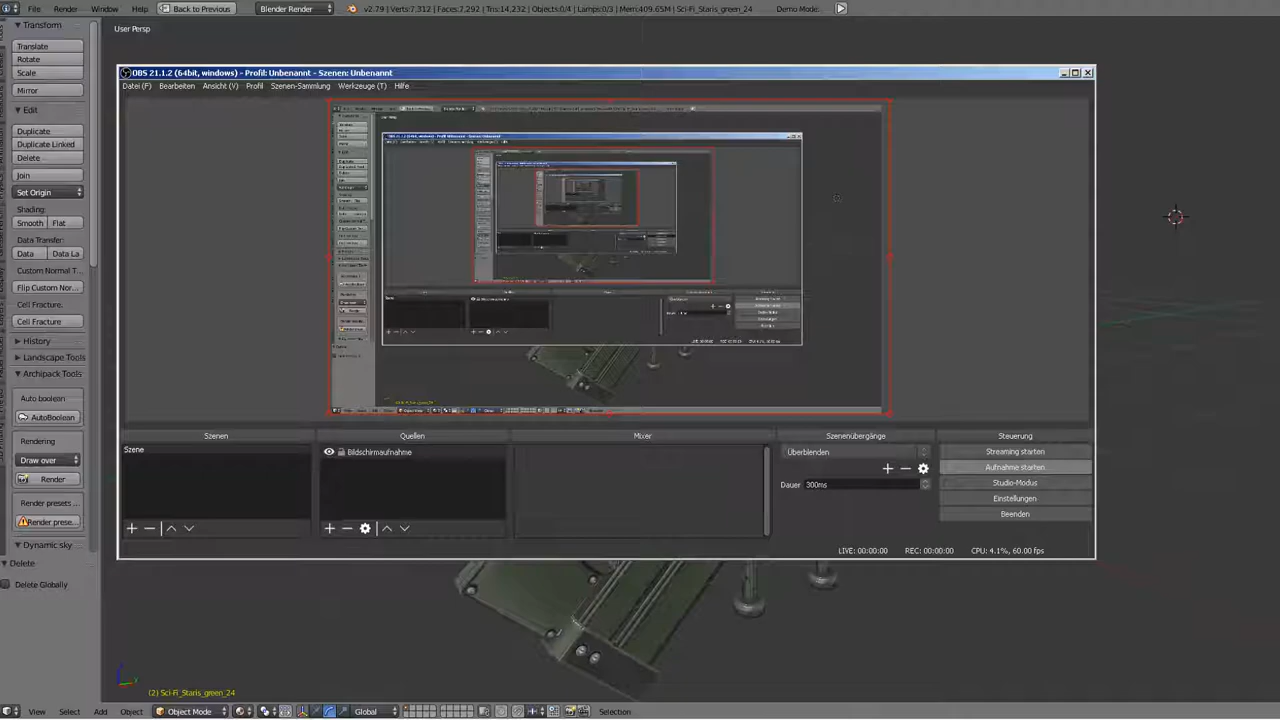 File Render Window Help Back to Previous Blender Render v2.79 | Verts:7,312 | Faces:7,292 | Tris:14,232 | Objects:0/4 | Lamps:0/3 | Mem:409.65M | Sci-Fi_Staris_green_24 Demo Mode:
Transform
Translate
Rotate
Scale
Mirror
Edit
Duplicate
Duplicate Linked
Delete
Join
Set Origin
Shading:
Smooth Flat
Data Transfer:
Data Data La
Custom Normal T...
Flip Custom Nor...
Cell Fracture.
Cell Fracture
History
Landscape Tools
Archipack Tools
Auto boolean
AutoBoolean
Rendering
Draw over
Render
Render presets ...
Render prese...
Dynamic sky
Delete
Delete Globally
User Persp
OBS 21.1.2 (64bit, windows) - Profil: Unbenannt - Szenen: Unbenannt
Datei (F) Bearbeiten Ansicht (V) Profil Szenen-Sammlung Werkzeuge (T) Hilfe
Szenen
Szene
Quellen
Bildschirmaufnahme
Mixer
Szenenübergänge
Überblenden
Dauer 300ms
Steuerung
Streaming starten
Aufnahme starten
Studio-Modus
Einstellungen
Beenden
LIVE: 00:00:00 REC: 00:00:00 CPU: 4.1%, 60.00 fps
(2) Sci-Fi_Staris_green_24
View Select Add Object Object Mode Global Selection